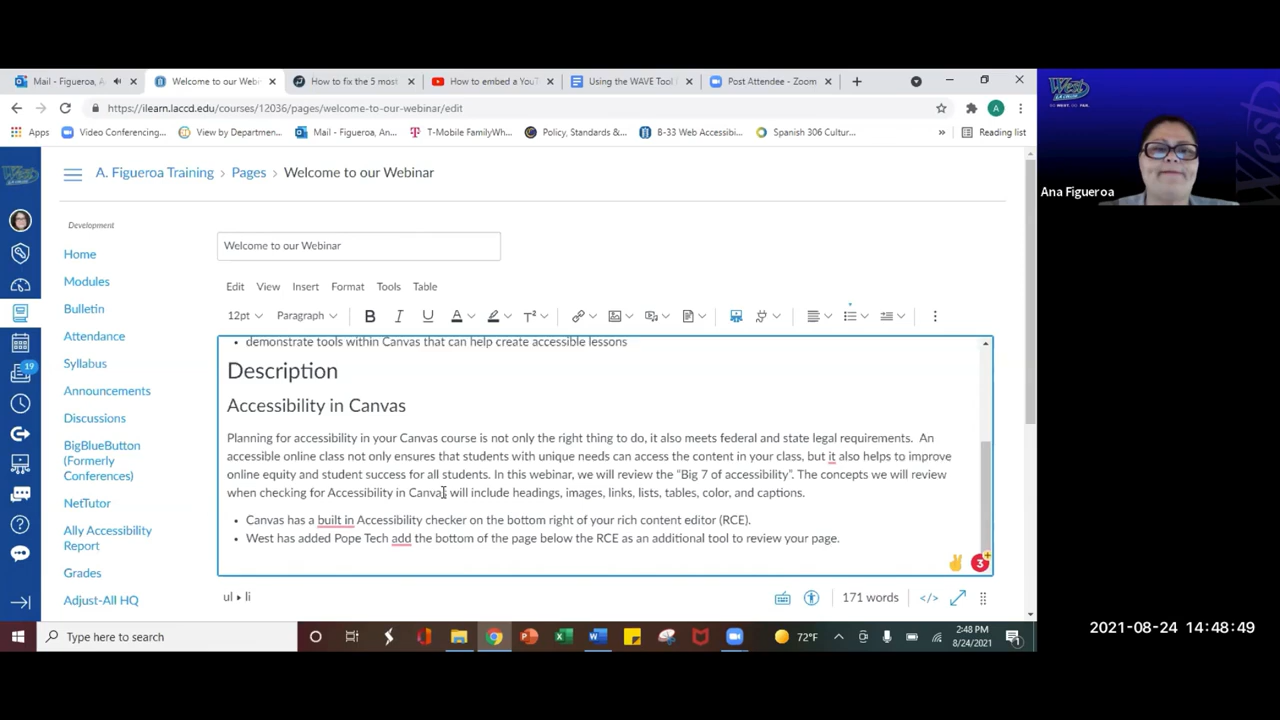 Mail - Figueroa, A
Welcome to our Webi
How to fix the 5 most
How to embed a YouT
Using the WAVE Tool /
Post Attendee - Zoom
https://ilearn.laccd.edu/courses/12036/pages/welcome-to-our-webinar/edit
Apps
Video Conferencing...
View by Departmen...
Mail - Figueroa, An...
T-Mobile FamilyWh...
Policy, Standards &...
B-33 Web Accessibi...
Spanish 306 Cultur...
»
Reading list
West
Ana Figueroa
A. Figueroa Training › Pages › Welcome to our Webinar
Development
Home
Modules
Bulletin
Attendance
Syllabus
Announcements
Discussions
BigBlueButton
(Formerly
Conferences)
NetTutor
Ally Accessibility
Report
Grades
Adjust-All HQ
19
Welcome to our Webinar
Edit View Insert Format Tools Table
12pt Paragraph B I U A T²
demonstrate tools within Canvas that can help create accessible lessons
Description
Accessibility in Canvas
Planning for accessibility in your Canvas course is not only the right thing to do, it also meets federal and state legal requirements. An
accessible online class not only ensures that students with unique needs can access the content in your class, but it also helps to improve
online equity and student success for all students. In this webinar, we will review the "Big 7 of accessibility". The concepts we will review
when checking for Accessibility in Canvas will include headings, images, links, lists, tables, color, and captions.
• Canvas has a built in Accessibility checker on the bottom right of your rich content editor (RCE).
• West has added Pope Tech add the bottom of the page below the RCE as an additional tool to review your page.
3
ul ▸ li
171 words
</>
Type here to search
72°F
2:48 PM
8/24/2021
1
2021-08-24 14:48:49